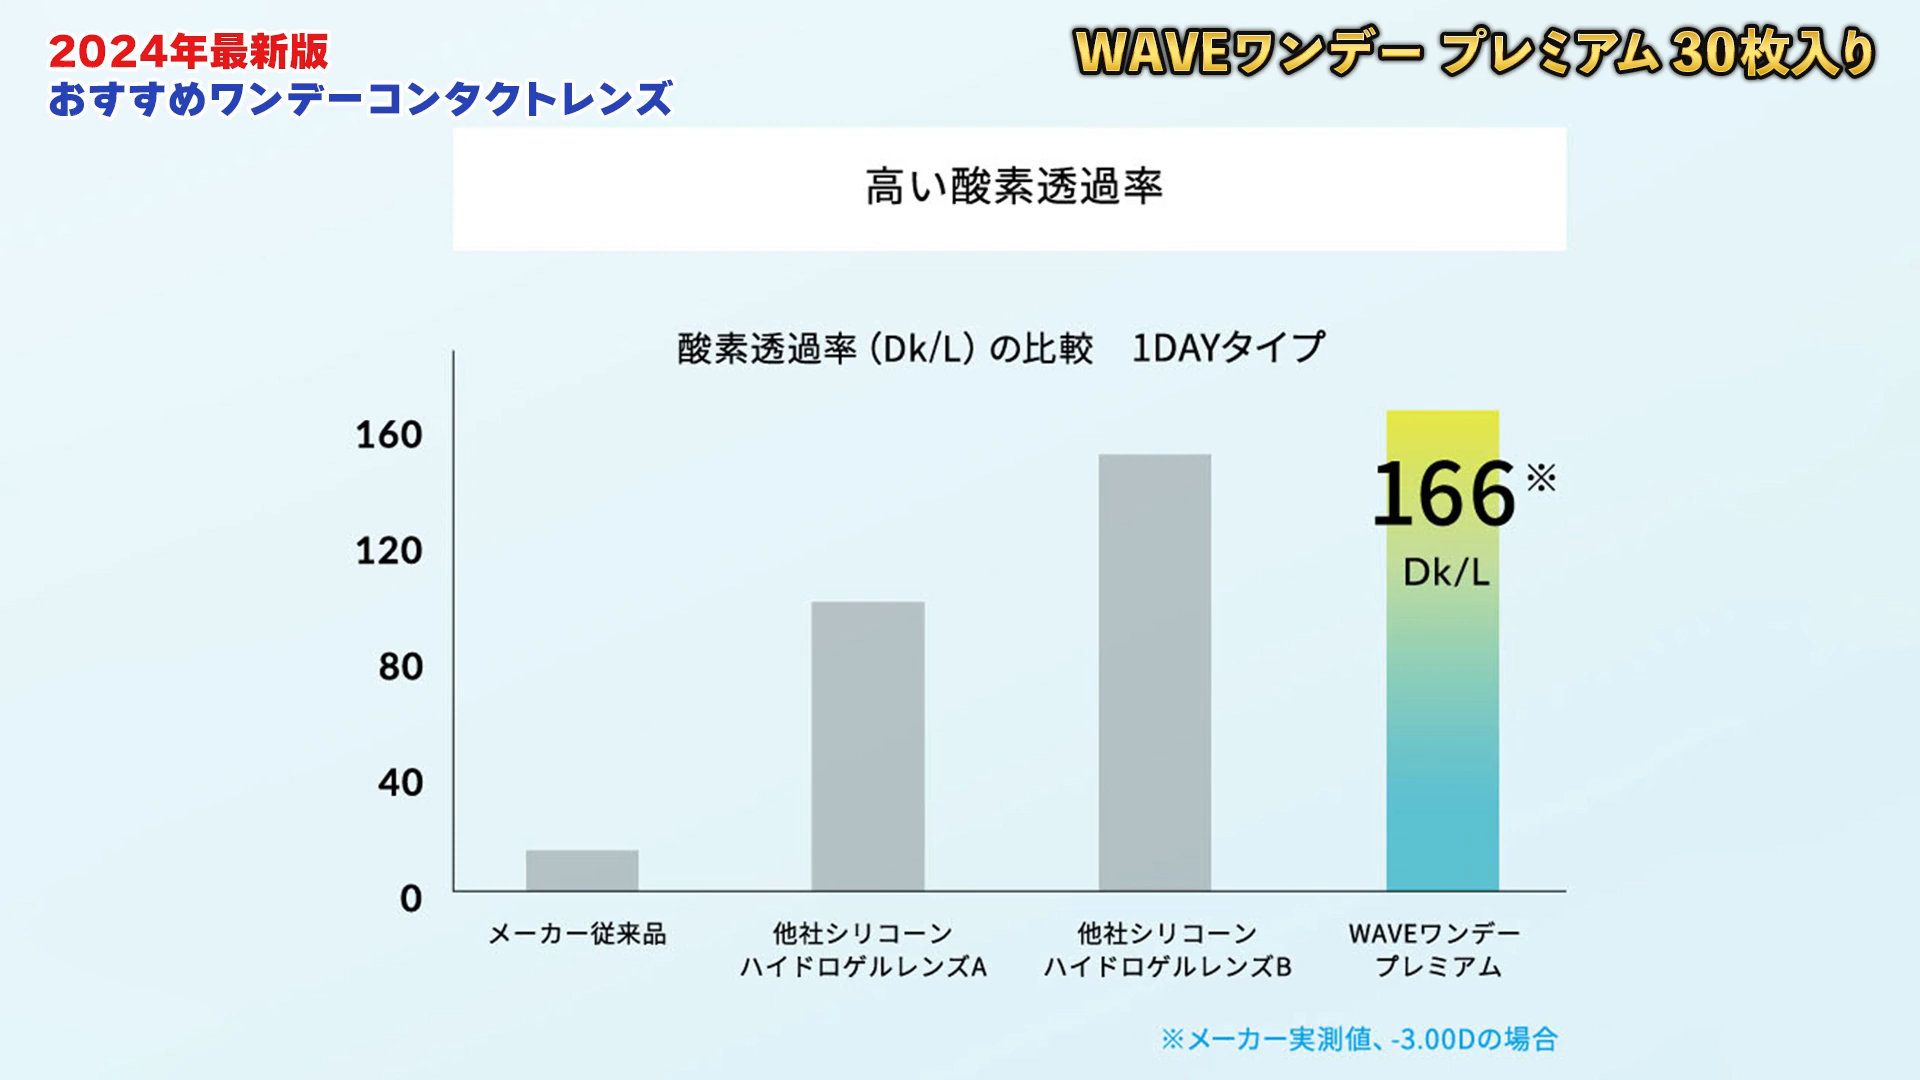 2024年最新版
おすすめワンデーコンタクトレンズ
WAVEワンデー プレミアム 30枚入り
高い酸素透過率
酸素透過率（Dk/L）の比較　1DAYタイプ
160
120
80
40
0
166※
Dk/L
メーカー従来品
他社シリコーン
ハイドロゲルレンズA
他社シリコーン
ハイドロゲルレンズB
WAVEワンデー
プレミアム
※メーカー実測値、-3.00Dの場合